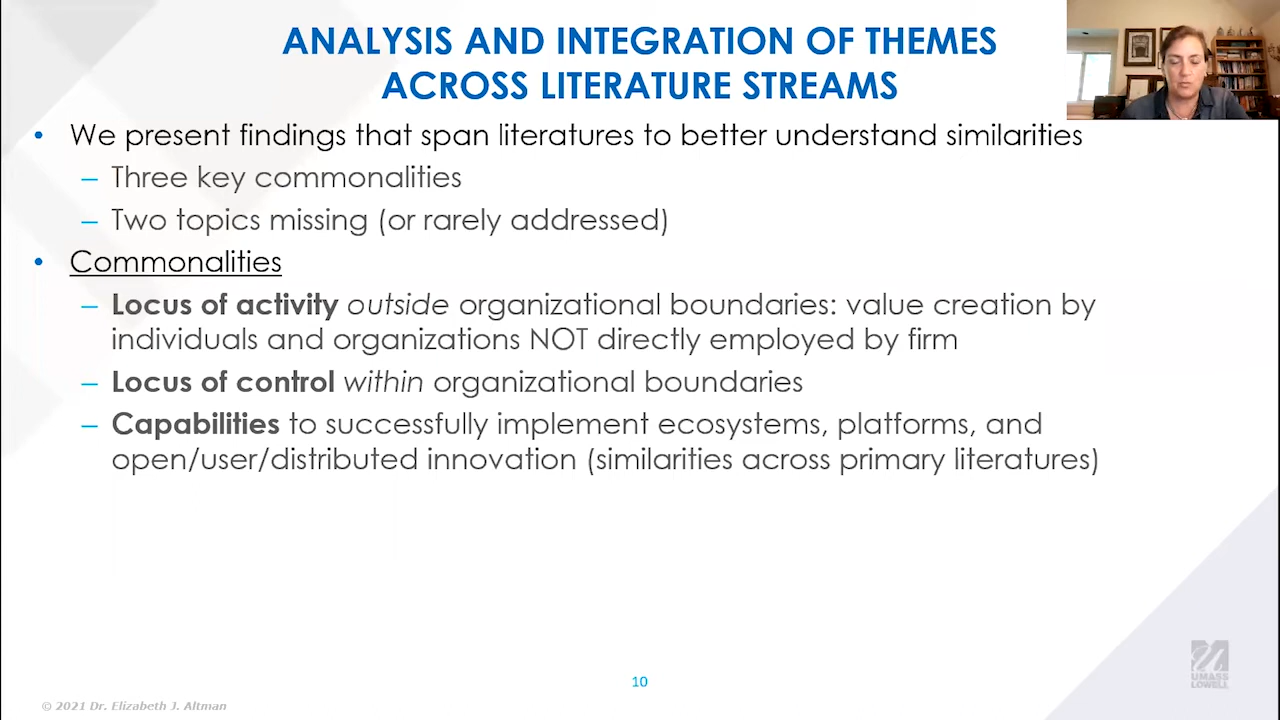 ANALYSIS AND INTEGRATION OF THEMES
ACROSS LITERATURE STREAMS
• We present findings that span literatures to better understand similarities
– Three key commonalities
– Two topics missing (or rarely addressed)
• Commonalities
– Locus of activity outside organizational boundaries: value creation by
individuals and organizations NOT directly employed by firm
– Locus of control within organizational boundaries
– Capabilities to successfully implement ecosystems, platforms, and
open/user/distributed innovation (similarities across primary literatures)
UMASS
LOWELL
10
© 2021 Dr. Elizabeth J. Altman